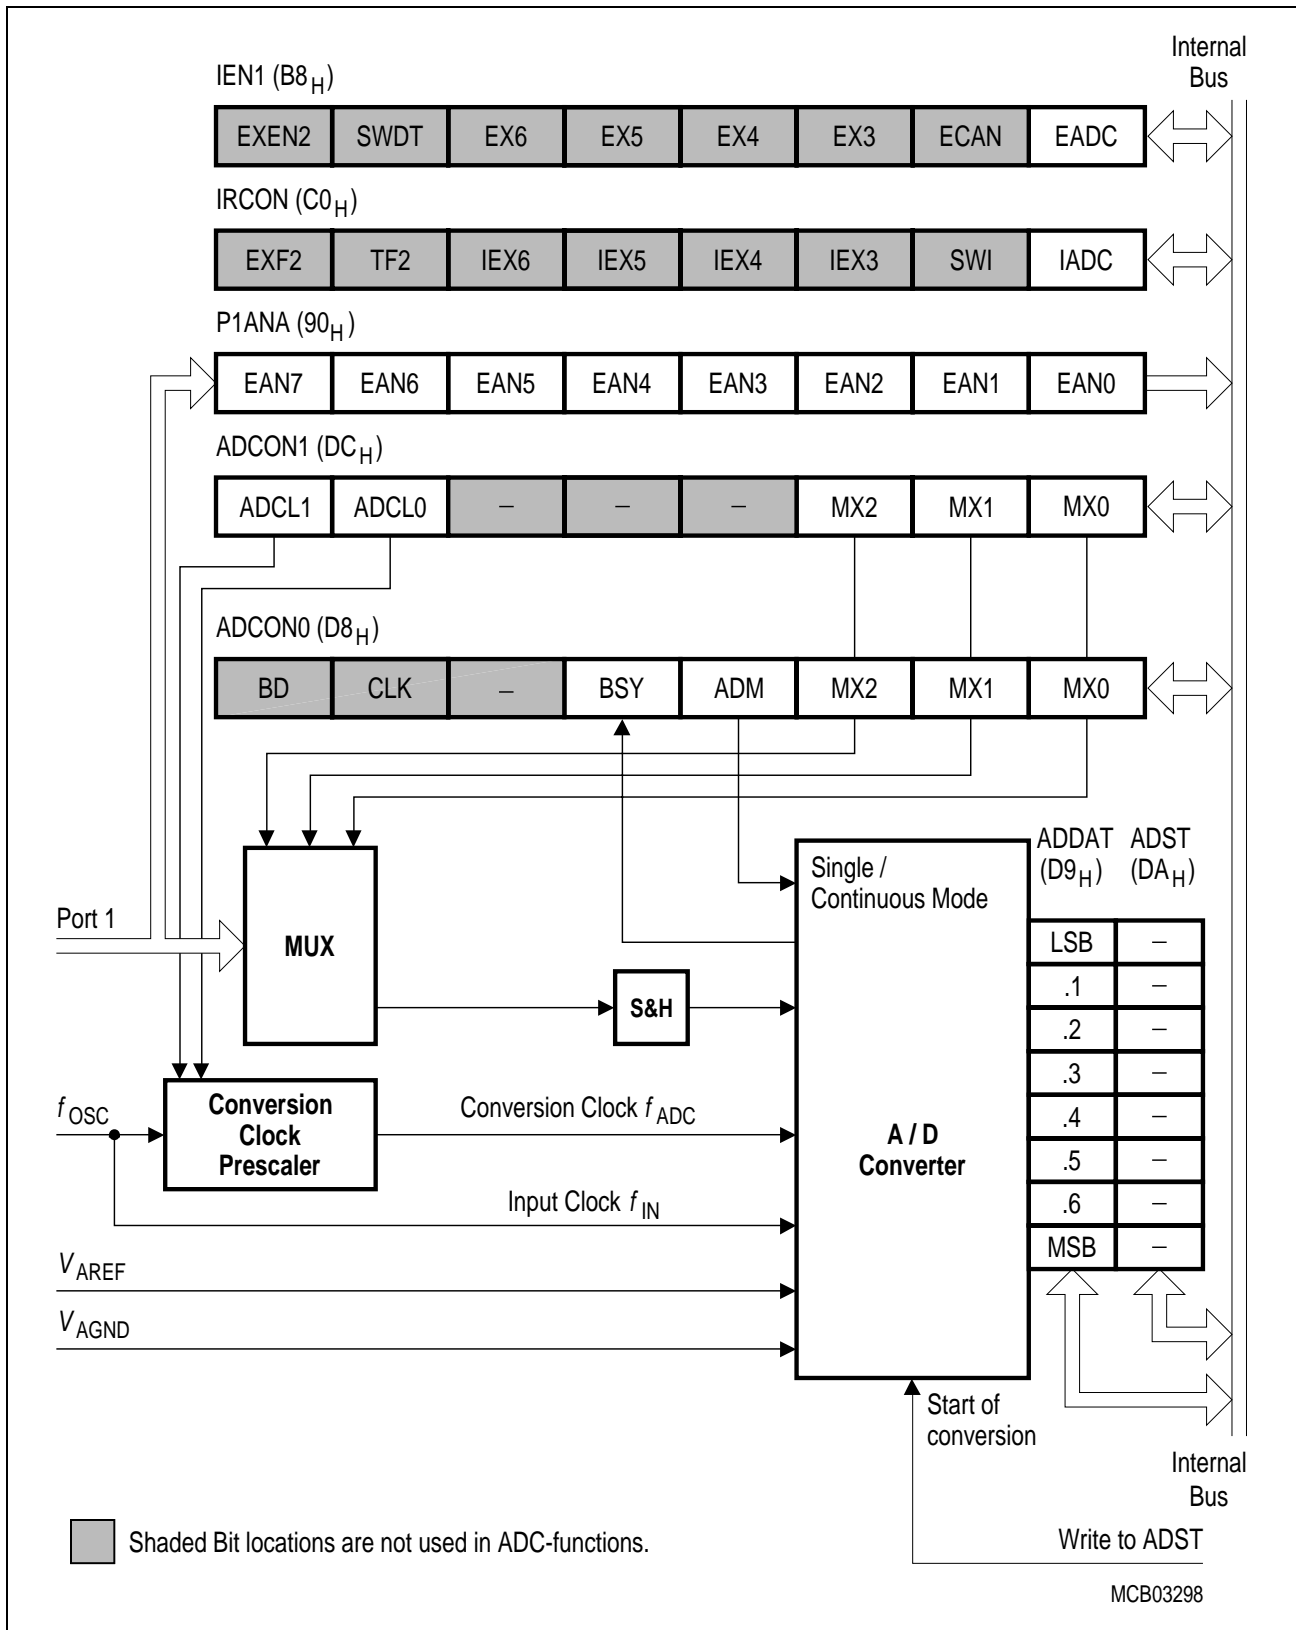 Internal
Bus
IEN1 (B8H)
EXEN2 SWDT EX6 EX5 EX4 EX3 ECAN EADC
IRCON (C0H)
EXF2 TF2 IEX6 IEX5 IEX4 IEX3 SWI IADC
P1ANA (90H)
EAN7 EAN6 EAN5 EAN4 EAN3 EAN2 EAN1 EAN0
ADCON1 (DCH)
ADCL1 ADCL0 – – – MX2 MX1 MX0
ADCON0 (D8H)
BD CLK – BSY ADM MX2 MX1 MX0
Port 1
MUX
S&H
Single /
Continuous Mode
ADDAT ADST
(D9H) (DAH)
LSB –
.1 –
.2 –
.3 –
.4 –
.5 –
.6 –
MSB –
fOSC
Conversion
Clock
Prescaler
Conversion Clock fADC
A / D
Converter
Input Clock fIN
VAREF
VAGND
Start of
conversion
Internal
Bus
Shaded Bit locations are not used in ADC-functions.
Write to ADST
MCB03298